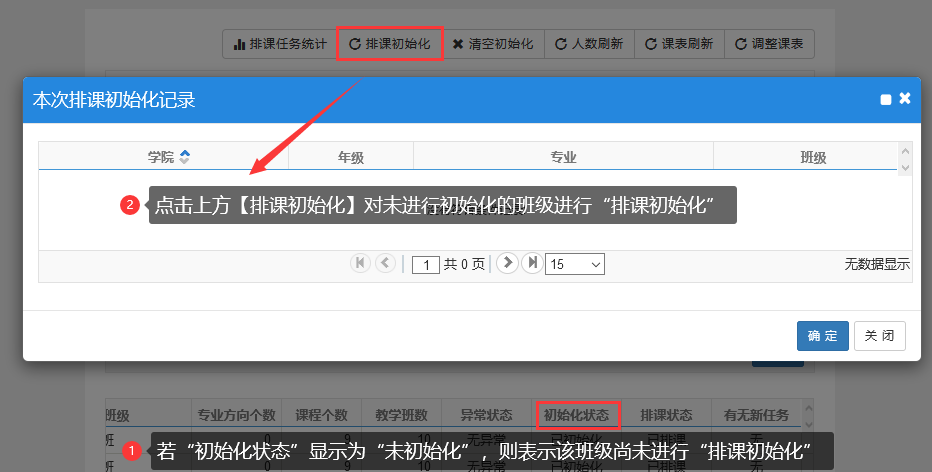 排课任务统计 排课初始化 清空初始化 人数刷新 课表刷新 调整课表
本次排课初始化记录
学院 年级 专业 班级
2 点击上方【排课初始化】对未进行初始化的班级进行“排课初始化”
1 共 0 页 15 无数据显示
确 定 关 闭
班级 专业方向个数 课程个数 教学班数 异常状态 初始化状态 排课状态 有无新任务
班 0 9 10 无异常 已初始化 已排课 无
1 若“初始化状态”显示为“未初始化”，则表示该班级尚未进行“排课初始化”